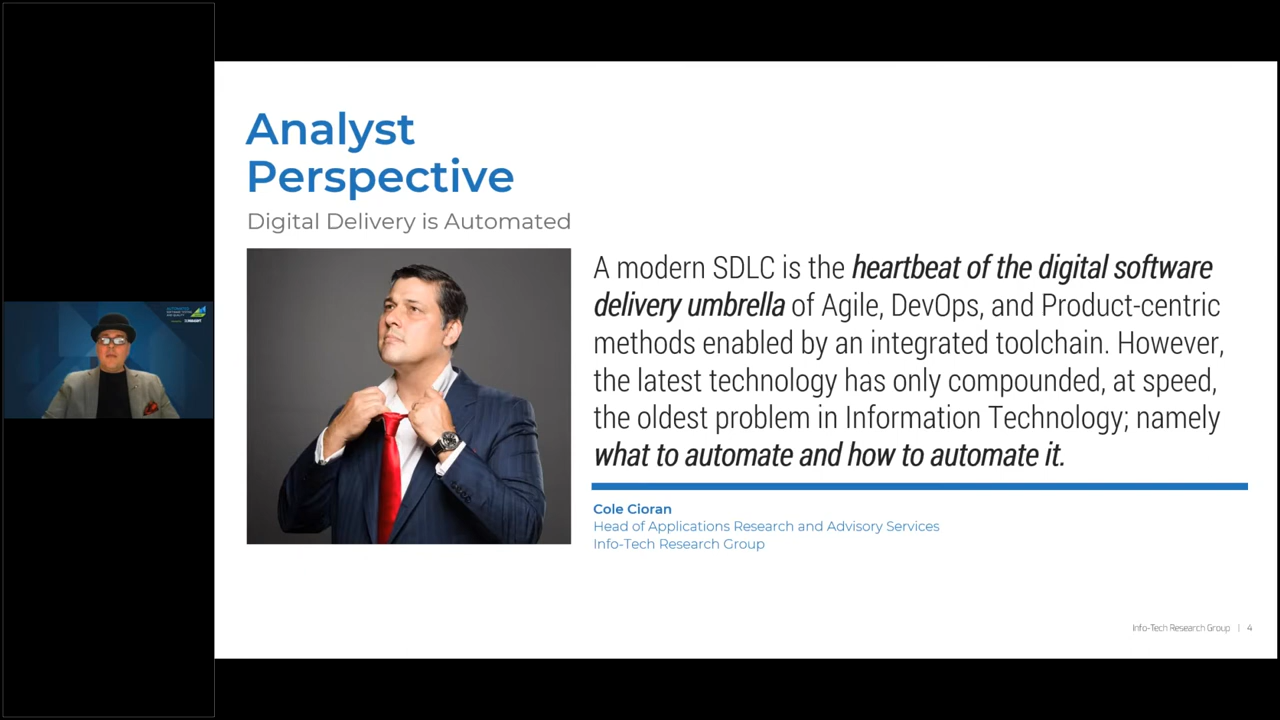 Analyst
Perspective
Digital Delivery is Automated
A modern SDLC is the heartbeat of the digital software
delivery umbrella of Agile, DevOps, and Product-centric
methods enabled by an integrated toolchain. However,
the latest technology has only compounded, at speed,
the oldest problem in Information Technology; namely
what to automate and how to automate it.
Cole Cioran
Head of Applications Research and Advisory Services
Info-Tech Research Group
Info-Tech Research Group | 4